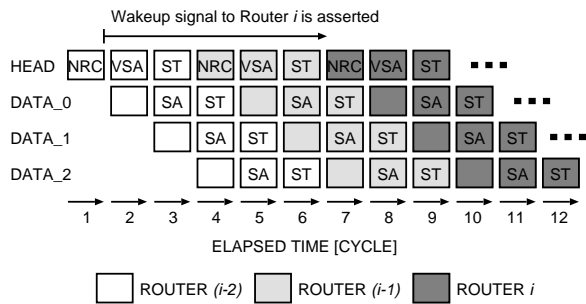 Wakeup signal to Router i is asserted
HEAD NRC VSA ST NRC VSA ST NRC VSA ST
DATA_0 SA ST SA ST SA ST
DATA_1 SA ST SA ST SA ST
DATA_2 SA ST SA ST SA ST
1 2 3 4 5 6 7 8 9 10 11 12
ELAPSED TIME [CYCLE]
ROUTER (i-2) ROUTER (i-1) ROUTER i